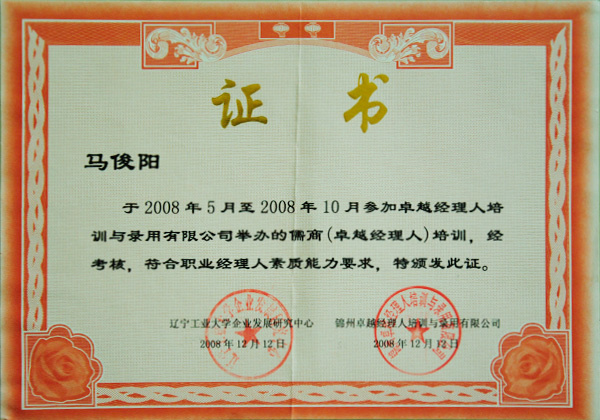 证 书
马俊阳
于2008年5月至2008年10月参加卓越经理人培
训与录用有限公司举办的儒商(卓越经理人)培训，经
考核，符合职业经理人素质能力要求，特颁发此证。
辽宁工业大学企业发展研究中心 锦州卓越经理人培训与录用有限公司
2008年12月12日 2008年12月12日